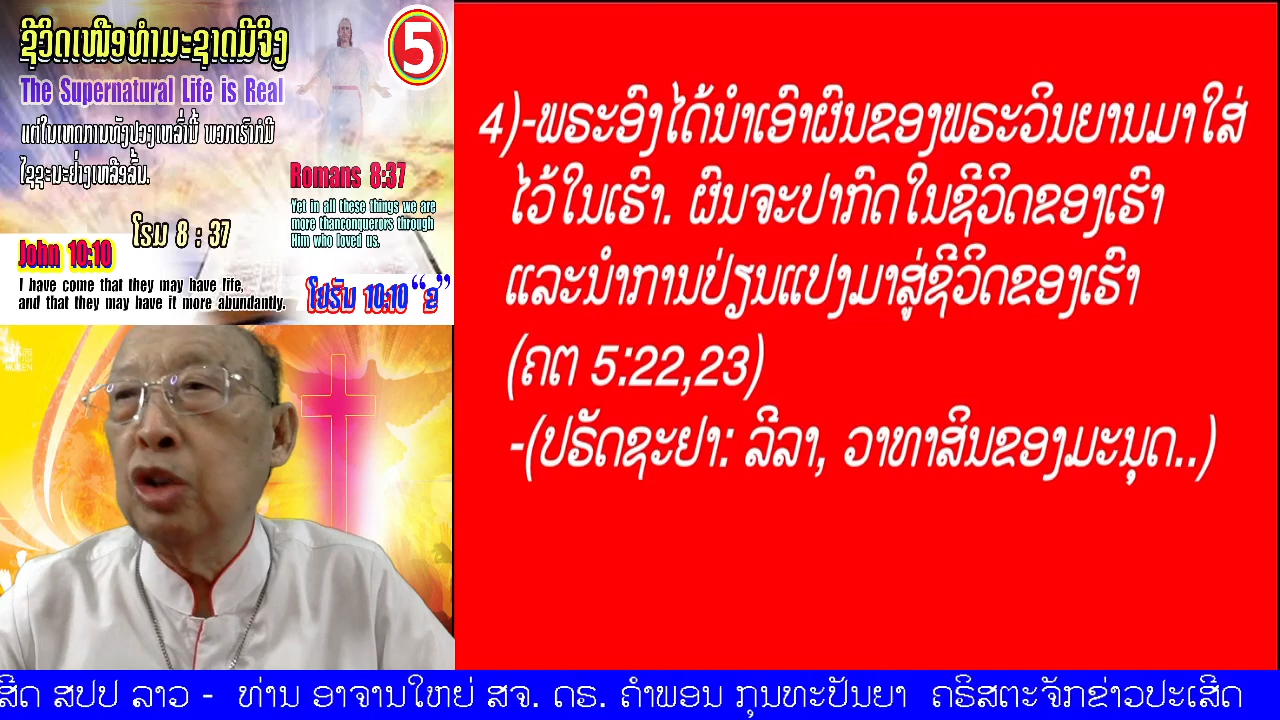 ຊີວິດເໜືອທຳມະຊາດມີຈິງ
5
The Supernatural Life is Real
ແຕ່ໃນເຫດການທັງປວງເຫລົ່ານີ້ ພວກເຮົາກໍມີ
ໄຊຊະນະຢ່າງເຫລືອລົ້ນ.
ໂຣມ 8 : 37
Romans 8:37
Yet in all these things we are
more thanconquerors through
Him who loved us.
John 10:10
I have come that they may have life,
and that they may have it more abundantly.
ໂປຣັມ 10:10 “ຂ”
4)-ພຣະອົງໄດ້ນຳເອົາຜົນຂອງພຣະວິນຍານມາໃສ່
ໄວ້ໃນເຮົາ. ຜົນຈະປາກົດໃນຊີວິດຂອງເຮົາ
ແລະນຳການປ່ຽນແປງມາສູ່ຊີວິດຂອງເຮົາ
(ຄຕ 5:22,23)
-(ປຣັດຊະຢາ: ລີລາ, ວາທາສິນຂອງມະນຸດ..)
ສີດ ສປປ ລາວ - ທ່ານ ອາຈານໃຫຍ່ ສຈ. ດຣ. ຄຳພອນ ກຸນທະປັນຍາ ຄຣິສຕະຈັກຂ່າວປະເສີດ